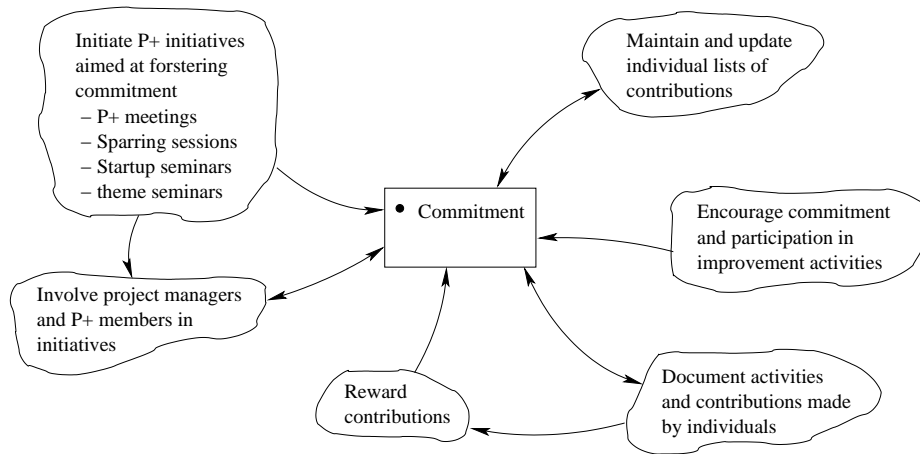 Initiate P+ initiatives
aimed at forstering
commitment
– P+ meetings
– Sparring sessions
– Startup seminars
– theme seminars
Maintain and update
individual lists of
contributions
• Commitment
Encourage commitment
and participation in
improvement activities
Involve project managers
and P+ members in
initiatives
Reward
contributions
Document activities
and contributions made
by individuals